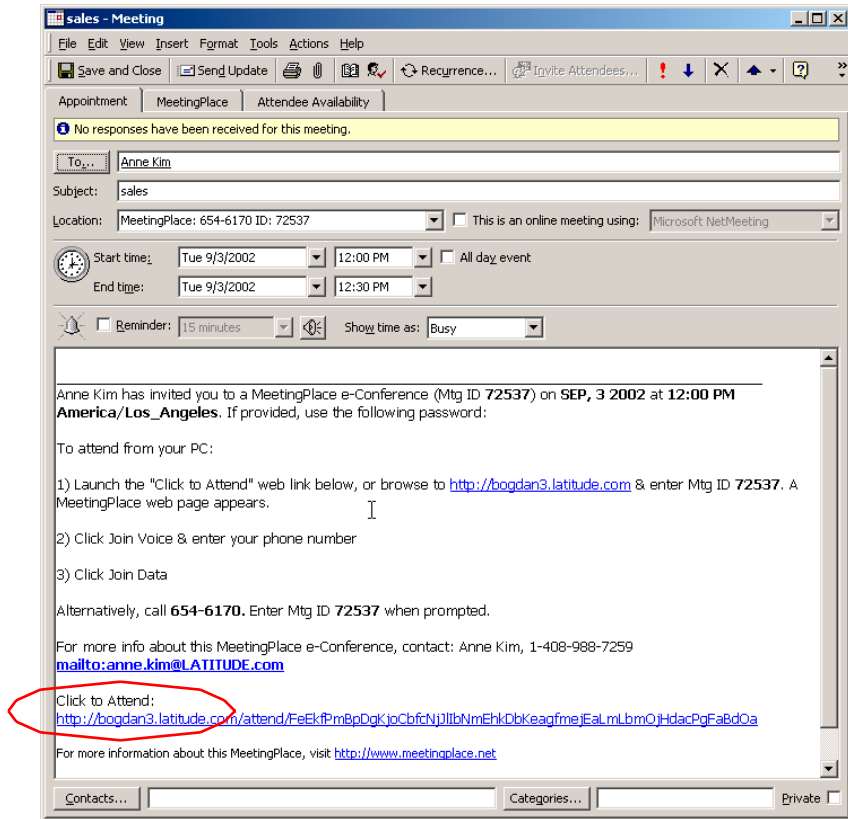 sales - Meeting
File Edit View Insert Format Tools Actions Help
Save and Close Send Update Recurrence... Invite Attendees... »
Appointment MeetingPlace Attendee Availability
No responses have been received for this meeting.
To... Anne Kim
Subject: sales
Location: MeetingPlace: 654-6170 ID: 72537 This is an online meeting using: Microsoft NetMeeting
Start time: Tue 9/3/2002 12:00 PM All day event
End time: Tue 9/3/2002 12:30 PM
Reminder: 15 minutes Show time as: Busy
Anne Kim has invited you to a MeetingPlace e-Conference (Mtg ID 72537) on SEP, 3 2002 at 12:00 PM
America/Los_Angeles. If provided, use the following password:
To attend from your PC:
1) Launch the "Click to Attend" web link below, or browse to http://bogdan3.latitude.com & enter Mtg ID 72537. A
MeetingPlace web page appears.
2) Click Join Voice & enter your phone number
3) Click Join Data
Alternatively, call 654-6170. Enter Mtg ID 72537 when prompted.
For more info about this MeetingPlace e-Conference, contact: Anne Kim, 1-408-988-7259
mailto:anne.kim@LATITUDE.com
Click to Attend:
http://bogdan3.latitude.com/attend/FeEkfPmBpDgKjoCbfcNjJlIbNmEhkDbKeagfmejEaLmLbmOjHdacPgFaBdOa
For more information about this MeetingPlace, visit http://www.meetingplace.net
Contacts... Categories... Private